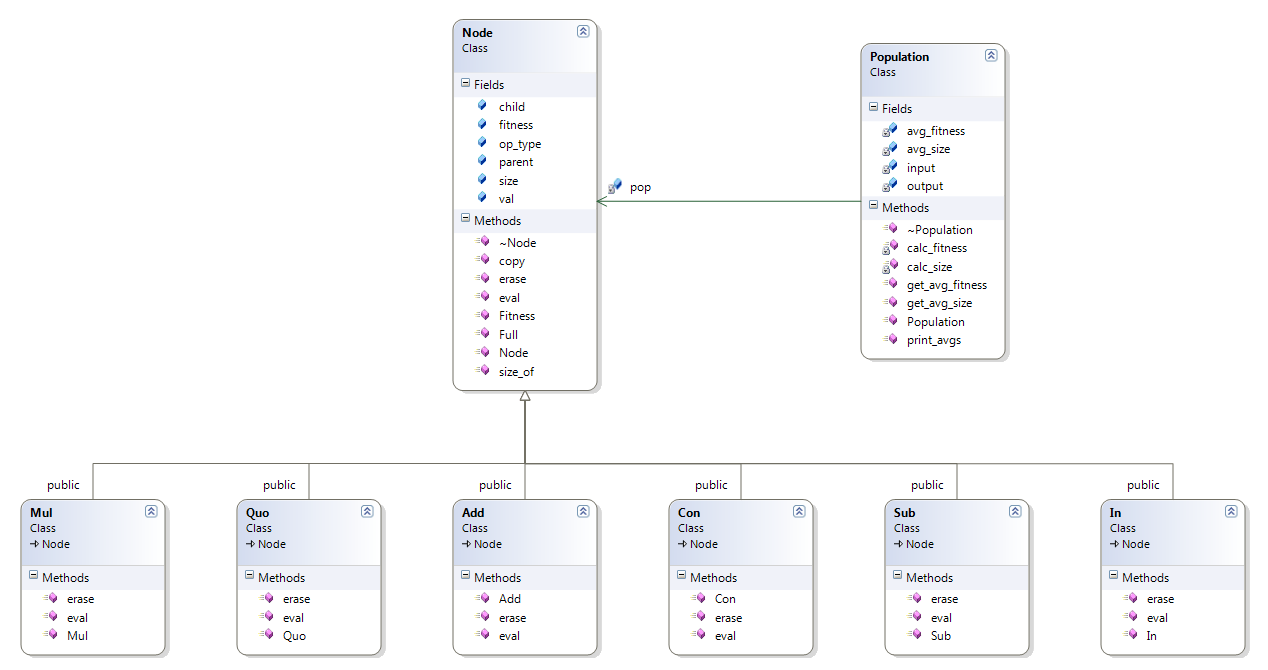 Node
Class
Fields
child
fitness
op_type
parent
size
val
Methods
~Node
copy
erase
eval
Fitness
Full
Node
size_of
pop
Population
Class
Fields
avg_fitness
avg_size
input
output
Methods
~Population
calc_fitness
calc_size
get_avg_fitness
get_avg_size
Population
print_avgs
public
Mul
Class
Node
Methods
erase
eval
Mul
public
Quo
Class
Node
Methods
erase
eval
Quo
public
Add
Class
Node
Methods
Add
erase
eval
public
Con
Class
Node
Methods
Con
erase
eval
public
Sub
Class
Node
Methods
erase
eval
Sub
public
In
Class
Node
Methods
erase
eval
In